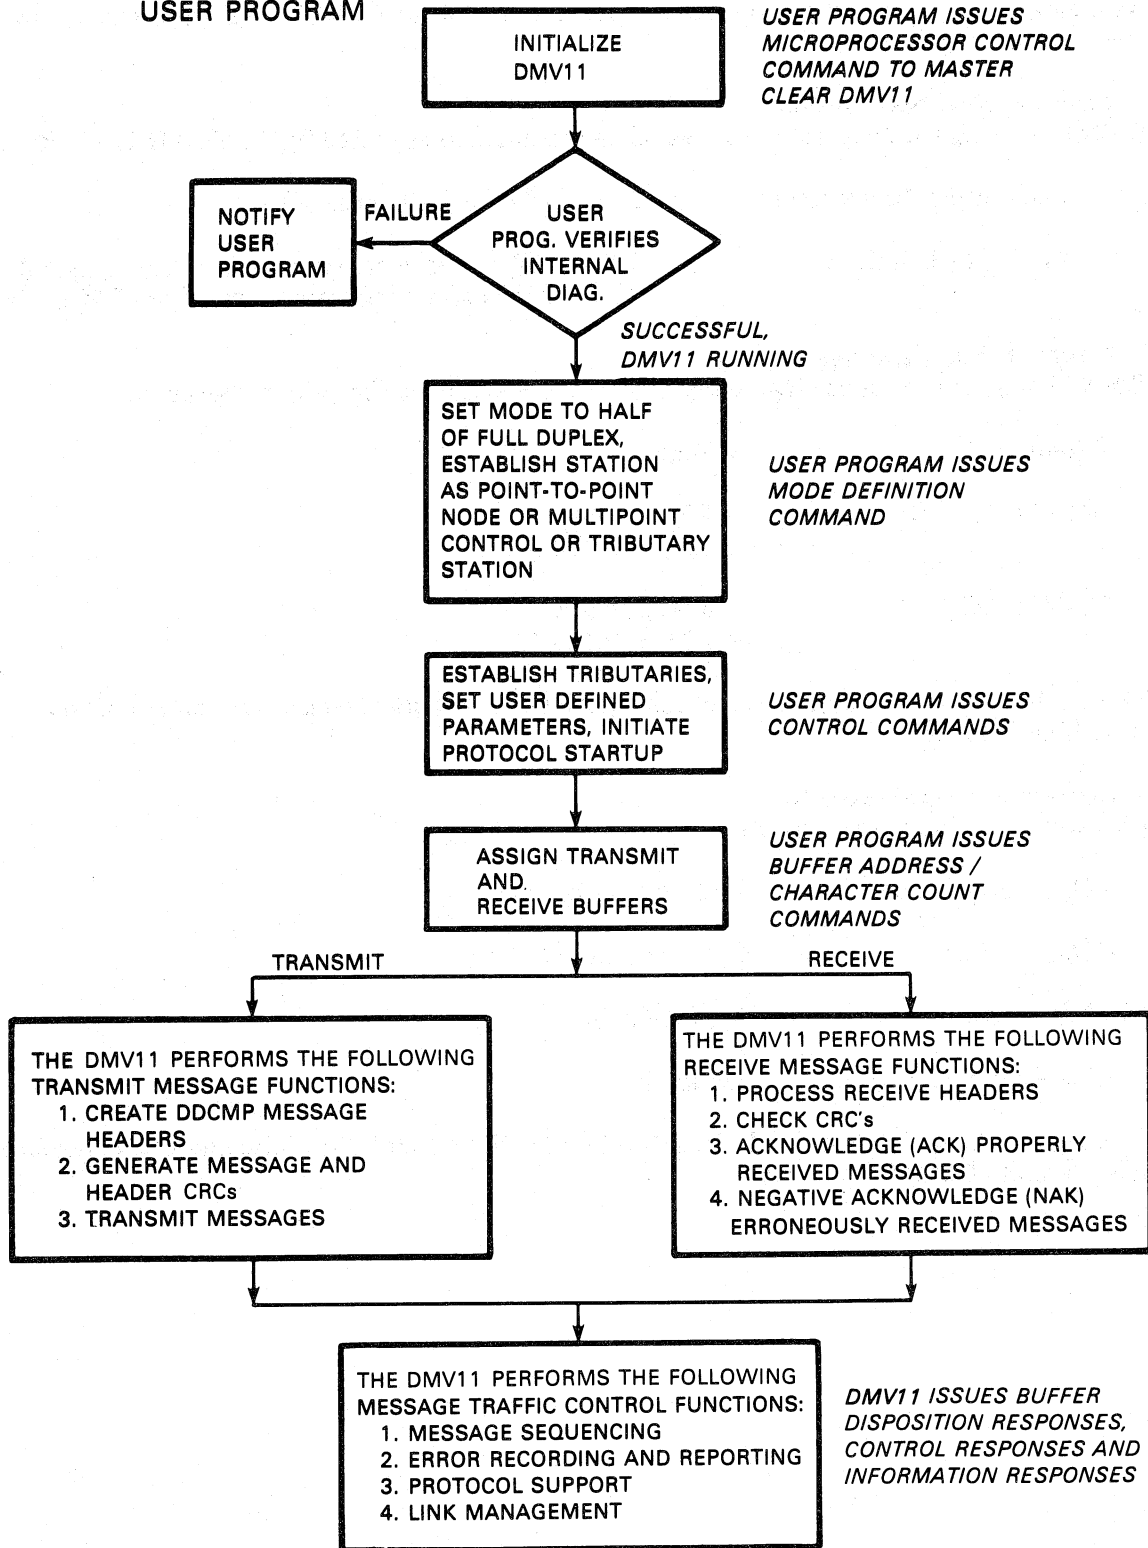 USER PROGRAM
INITIALIZE
DMV11
USER PROGRAM ISSUES
MICROPROCESSOR CONTROL
COMMAND TO MASTER
CLEAR DMV11
NOTIFY
USER
PROGRAM
FAILURE
USER
PROG. VERIFIES
INTERNAL
DIAG.
SUCCESSFUL,
DMV11 RUNNING
SET MODE TO HALF
OF FULL DUPLEX,
ESTABLISH STATION
AS POINT-TO-POINT
NODE OR MULTIPOINT
CONTROL OR TRIBUTARY
STATION
USER PROGRAM ISSUES
MODE DEFINITION
COMMAND
ESTABLISH TRIBUTARIES,
SET USER DEFINED
PARAMETERS, INITIATE
PROTOCOL STARTUP
USER PROGRAM ISSUES
CONTROL COMMANDS
ASSIGN TRANSMIT
AND.
RECEIVE BUFFERS
USER PROGRAM ISSUES
BUFFER ADDRESS /
CHARACTER COUNT
COMMANDS
TRANSMIT
RECEIVE
THE DMV11 PERFORMS THE FOLLOWING
TRANSMIT MESSAGE FUNCTIONS:
1. CREATE DDCMP MESSAGE
HEADERS
2. GENERATE MESSAGE AND
HEADER CRCs
3. TRANSMIT MESSAGES
THE DMV11 PERFORMS THE FOLLOWING
RECEIVE MESSAGE FUNCTIONS:
1. PROCESS RECEIVE HEADERS
2. CHECK CRC's
3. ACKNOWLEDGE (ACK) PROPERLY
RECEIVED MESSAGES
4. NEGATIVE ACKNOWLEDGE (NAK)
ERRONEOUSLY RECEIVED MESSAGES
THE DMV11 PERFORMS THE FOLLOWING
MESSAGE TRAFFIC CONTROL FUNCTIONS:
1. MESSAGE SEQUENCING
2. ERROR RECORDING AND REPORTING
3. PROTOCOL SUPPORT
4. LINK MANAGEMENT
DMV11 ISSUES BUFFER
DISPOSITION RESPONSES,
CONTROL RESPONSES AND
INFORMATION RESPONSES